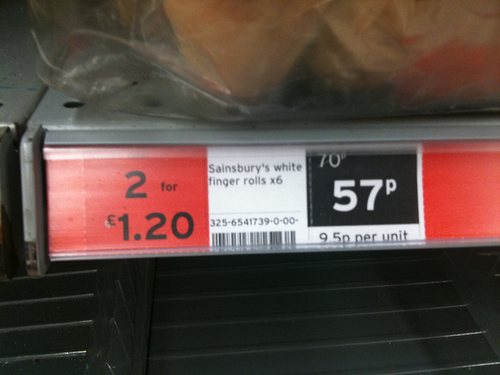 2 for
£1.20
Sainsbury's white
finger rolls x6
325-6541739-0-00-
70p
57p
9.5p per unit